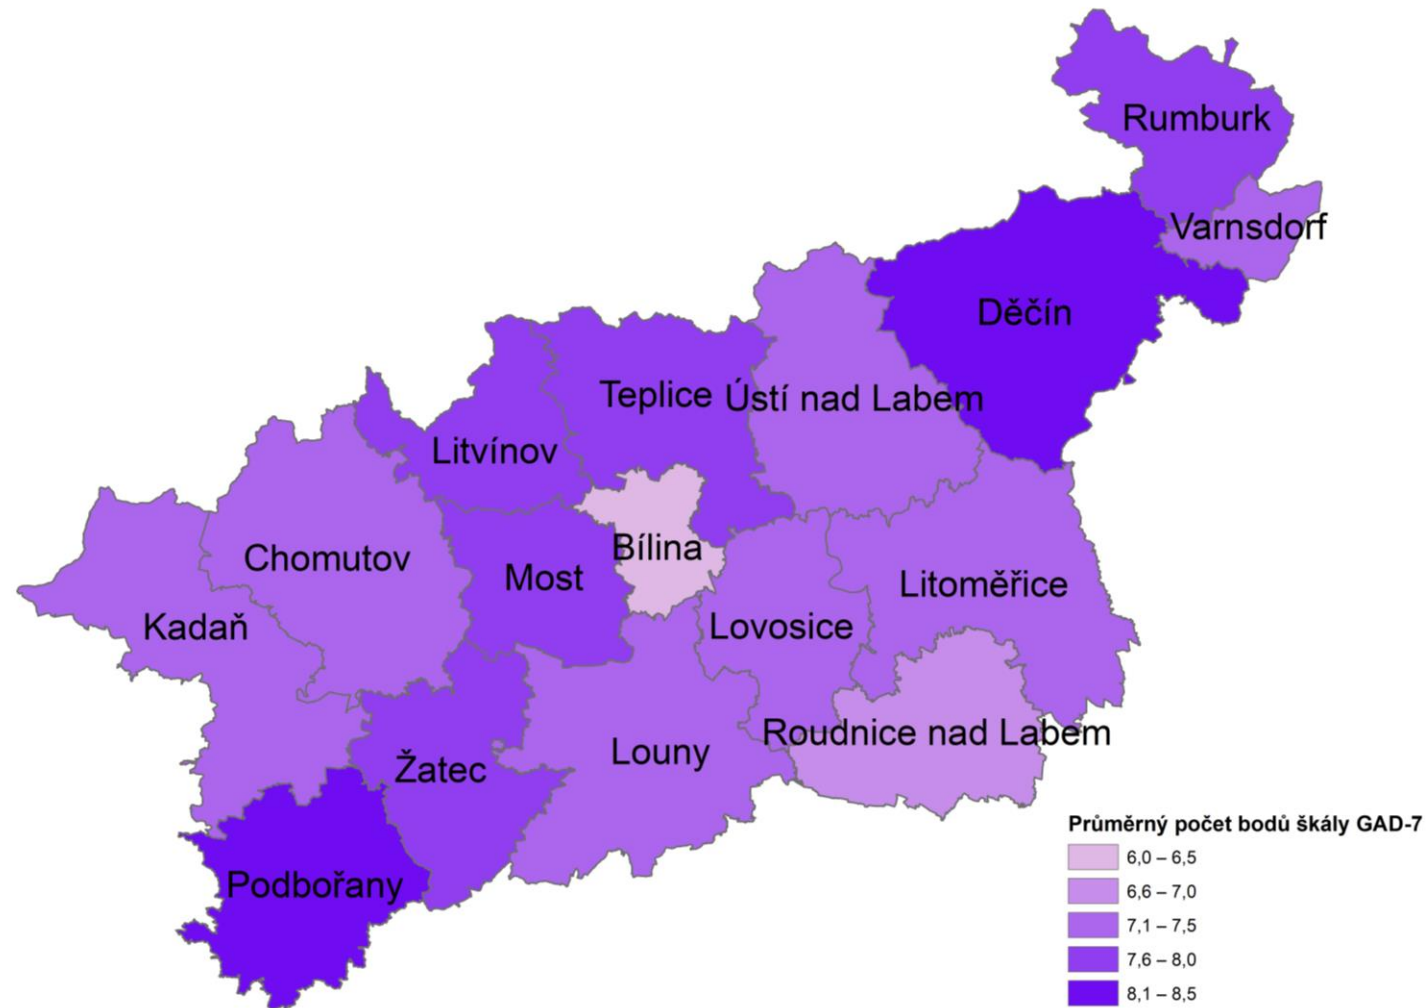 Rumburk
Varnsdorf
Děčín
Teplice
Ústí nad Labem
Litvínov
Bílina
Chomutov
Most
Litoměřice
Kadaň
Lovosice
Roudnice nad Labem
Louny
Žatec
Podbořany
Průměrný počet bodů škály GAD-7
6,0 – 6,5
6,6 – 7,0
7,1 – 7,5
7,6 – 8,0
8,1 – 8,5